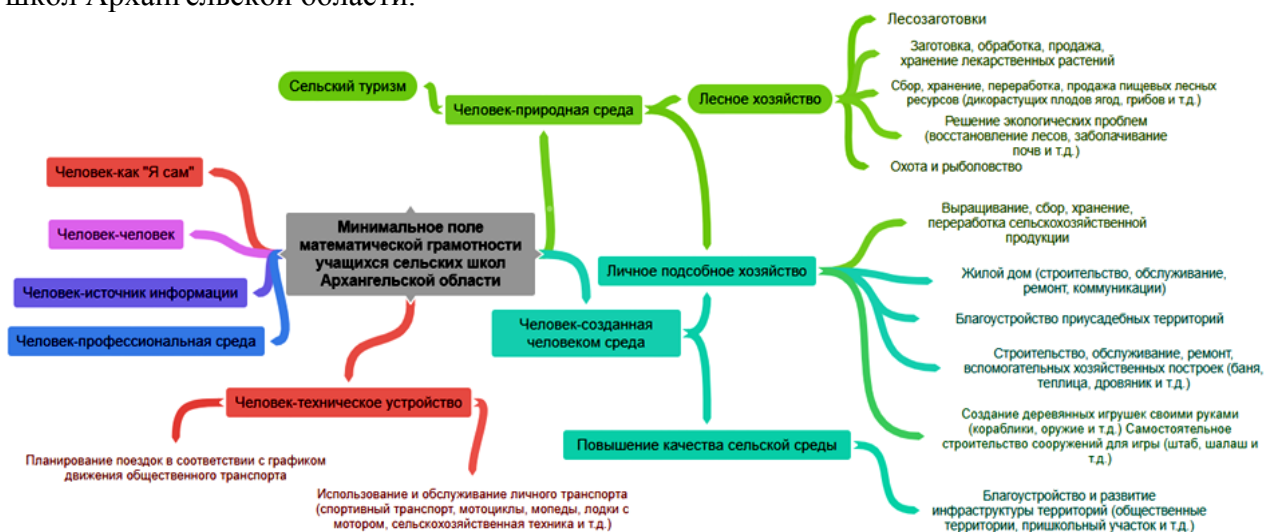 школ Архангельской области.
Лесозаготовки
Заготовка, обработка, продажа,
хранение лекарственных растений
Сельский туризм
Человек-природная среда
Лесное хозяйство
Сбор, хранение, переработка, продажа пищевых лесных
ресурсов (дикорастущих плодов ягод, грибов и т.д.)
Решение экологических проблем
(восстановление лесов, заболачивание
почв и т.д.)
Охота и рыболовство
Человек-как "Я сам"
Человек-человек
Человек-источник информации
Человек-профессиональная среда
Минимальное поле
математической грамотности
учащихся сельских школ
Архангельской области
Личное подсобное хозяйство
Выращивание, сбор, хранение,
переработка сельскохозяйственной
продукции
Жилой дом (строительство, обслуживание,
ремонт, коммуникации)
Благоустройство приусадебных территорий
Строительство, обслуживание, ремонт,
вспомогательных хозяйственных построек (баня,
теплица, дровяник и т.д.)
Создание деревянных игрушек своими руками
(кораблики, оружие и т.д.) Самостоятельное
строительство сооружений для игры (штаб, шалаш и
т.д.)
Человек-созданная
человеком среда
Повышение качества сельской среды
Благоустройство и развитие
инфраструктуры территорий (общественные
территории, пришкольный участок и т.д.)
Человек-техническое устройство
Планирование поездок в соответствии с графиком
движения общественного транспорта
Использование и обслуживание личного транспорта
(спортивный транспорт, мотоциклы, мопеды, лодки с
мотором, сельскохозяйственная техника и т.д.)